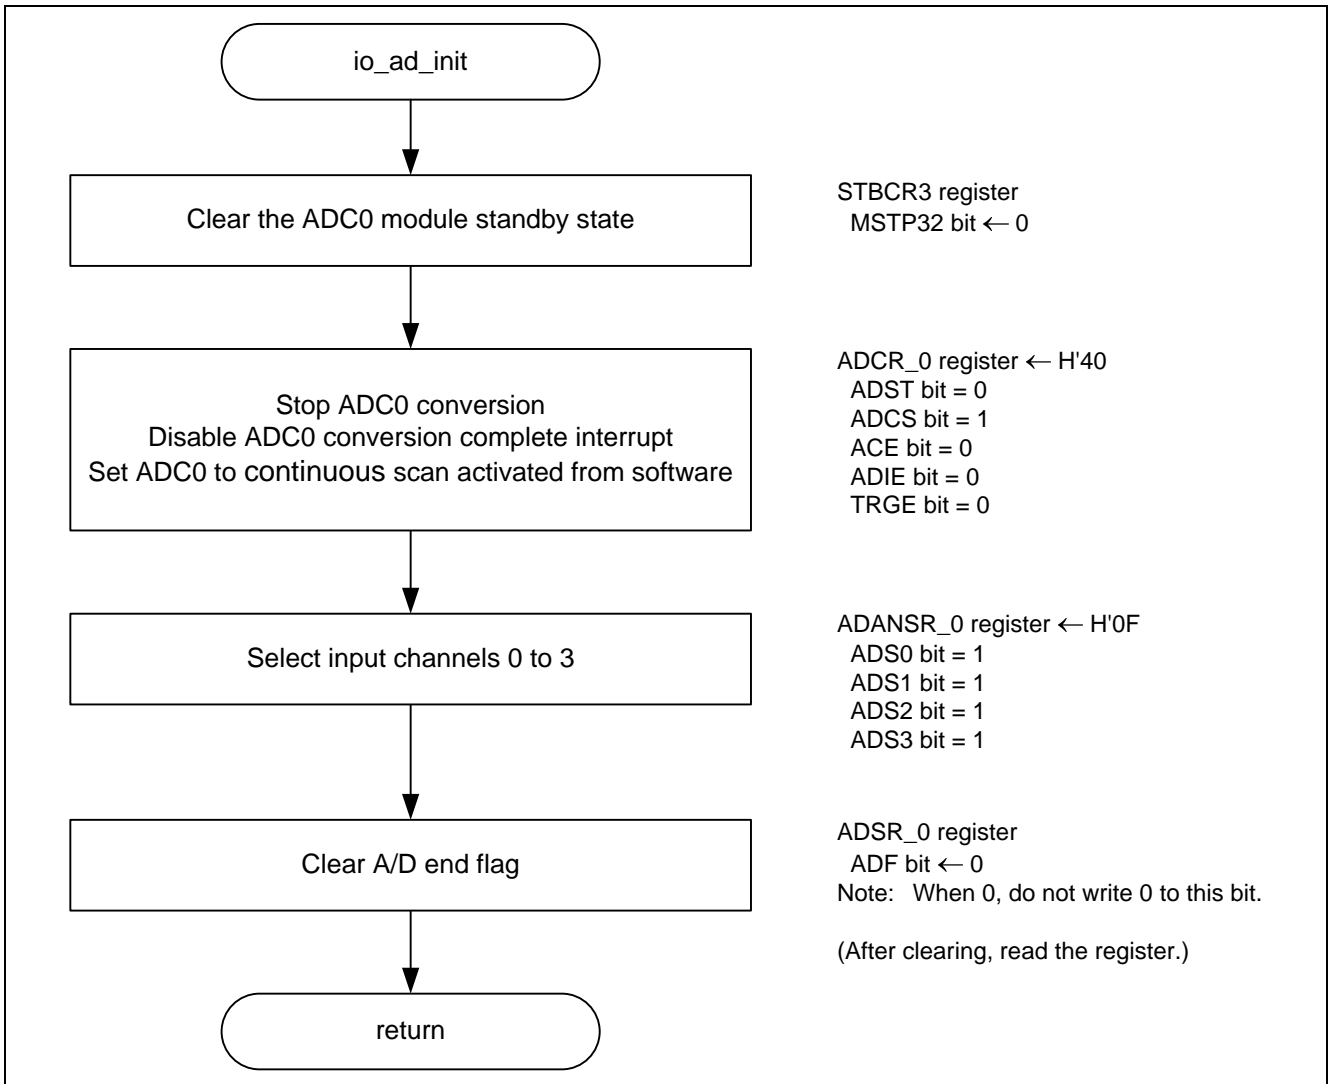 io_ad_init
Clear the ADC0 module standby state
STBCR3 register
MSTP32 bit ← 0
Stop ADC0 conversion
Disable ADC0 conversion complete interrupt
Set ADC0 to continuous scan activated from software
ADCR_0 register ← H'40
ADST bit = 0
ADCS bit = 1
ACE bit = 0
ADIE bit = 0
TRGE bit = 0
Select input channels 0 to 3
ADANSR_0 register ← H'0F
ADS0 bit = 1
ADS1 bit = 1
ADS2 bit = 1
ADS3 bit = 1
Clear A/D end flag
ADSR_0 register
ADF bit ← 0
Note: When 0, do not write 0 to this bit.
(After clearing, read the register.)
return